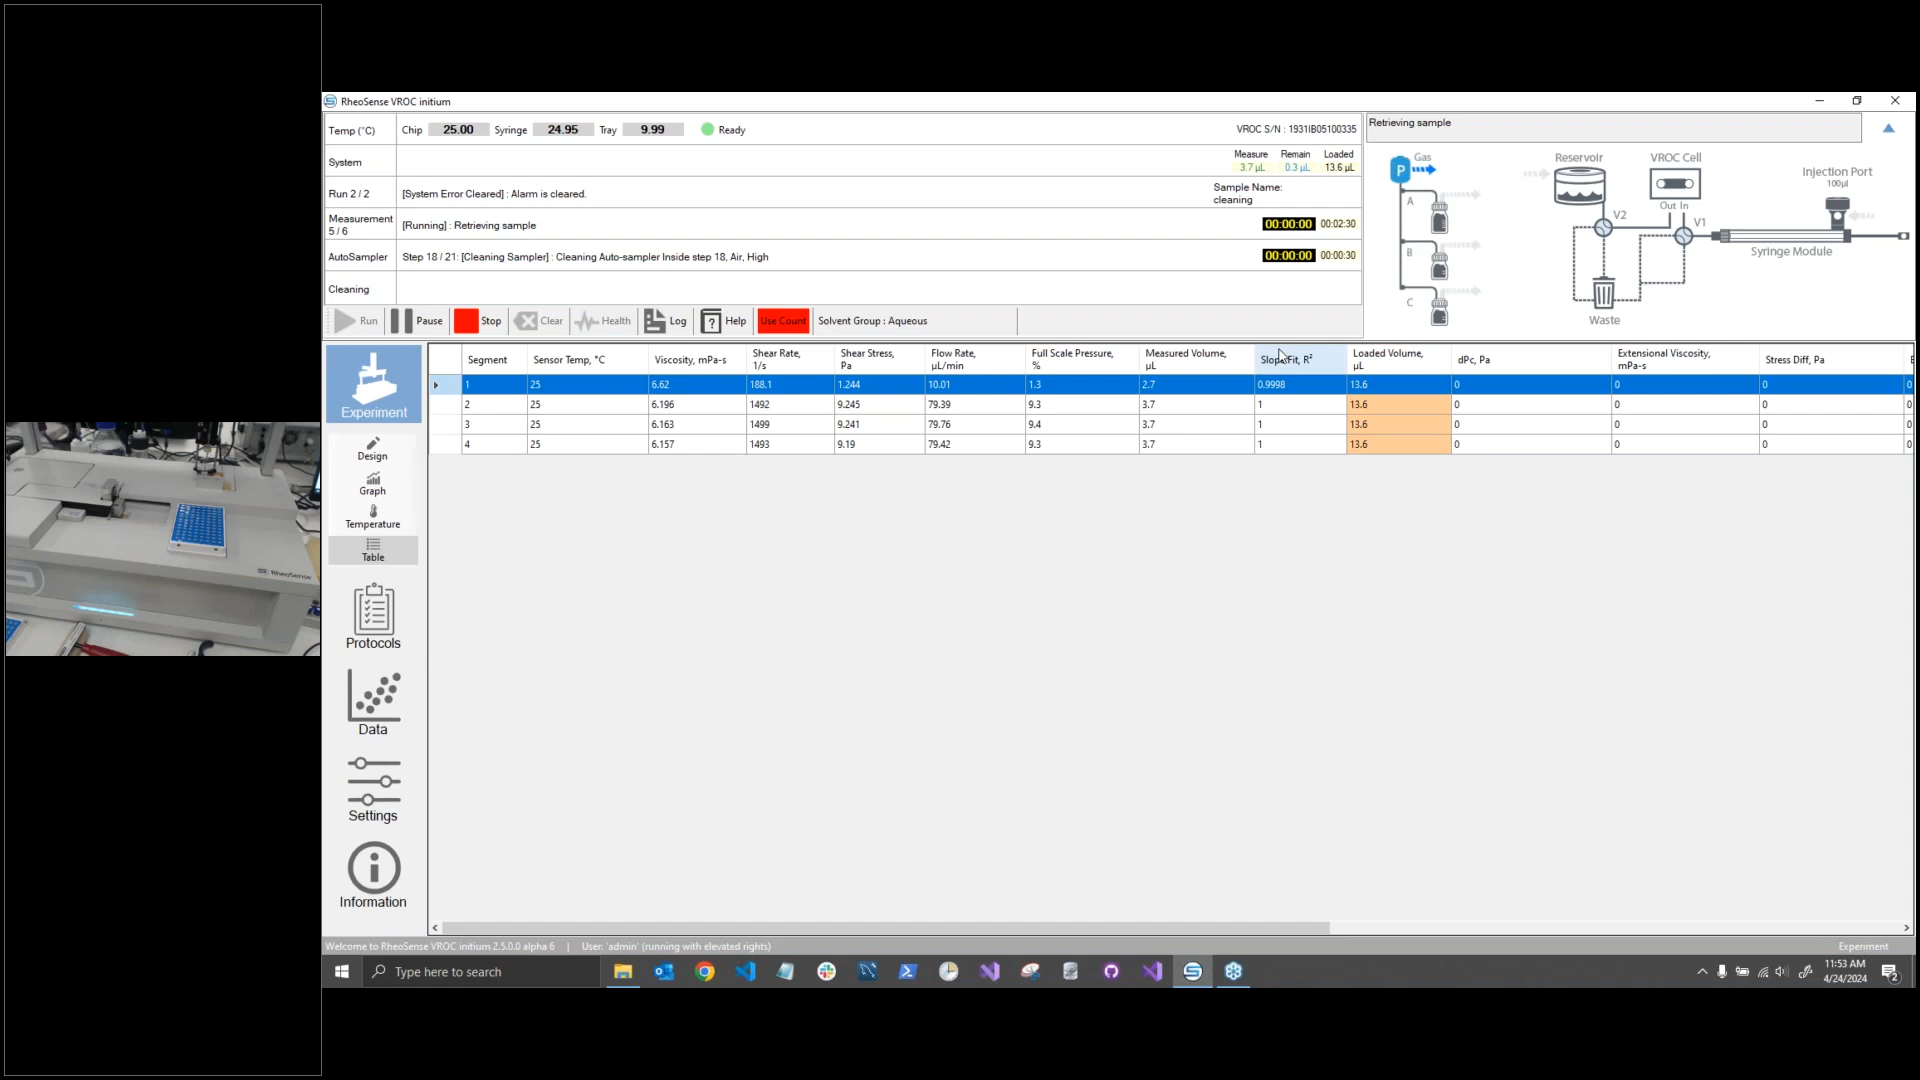 RheoSense VROC initium
Temp (°C) Chip 25.00 Syringe 24.95 Tray 9.99 Ready VROC S/N : 1931IB05100335
System Measure Remain Loaded
3.7 µL 0.3 µL 13.6 µL
Run 2 / 2 [System Error Cleared] : Alarm is cleared. Sample Name:
cleaning
Measurement
5 / 6 [Running] : Retrieving sample 00:00:00 00:02:30
AutoSampler Step 18 / 21: [Cleaning Sampler] : Cleaning Auto-sampler Inside step 18, Air, High 00:00:00 00:00:30
Cleaning
Run Pause Stop Clear Health Log Help Use Count Solvent Group : Aqueous
Retrieving sample
Gas
P
A
B
C
Reservoir
VROC Cell
Out In
Injection Port
100µl
V2
V1
Syringe Module
Waste
Experiment
Design
Graph
Temperature
Table
Protocols
Data
Settings
Information
Segment Sensor Temp, °C Viscosity, mPa-s Shear Rate, 1/s Shear Stress, Pa Flow Rate, µL/min Full Scale Pressure, % Measured Volume, µL Slope Fit, R² Loaded Volume, µL dPc, Pa Extensional Viscosity, mPa-s Stress Diff, Pa
1 25 6.62 188.1 1.244 10.01 1.3 2.7 0.9998 13.6 0 0 0 0
2 25 6.196 1492 9.245 79.39 9.3 3.7 1 13.6 0 0 0 0
3 25 6.163 1499 9.241 79.76 9.4 3.7 1 13.6 0 0 0 0
4 25 6.157 1493 9.19 79.42 9.3 3.7 1 13.6 0 0 0 0
Welcome to RheoSense VROC initium 2.5.0.0 alpha 6 | User: 'admin' (running with elevated rights) Experiment
Type here to search
11:53 AM
4/24/2024
2
RheoSense